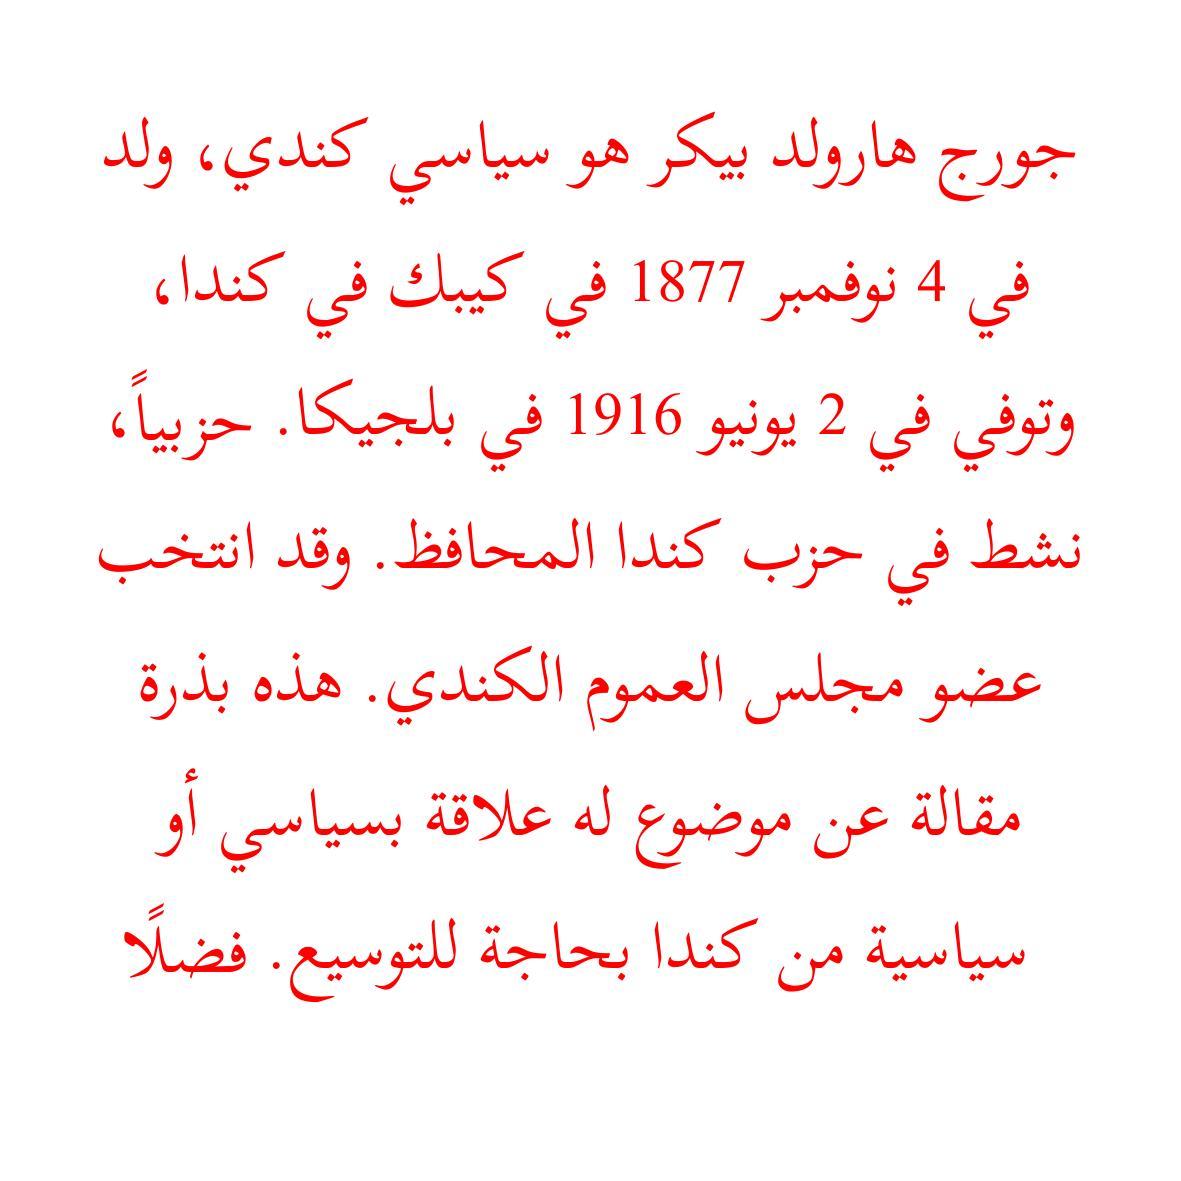 جورج هارولد بيكر هو سياسي كندي، ولد
في 4 نوفمبر 1877 في كيبك في كندا،
وتوفي في 2 يونيو 1916 في بلجيكا. حزبياً،
نشط في حزب كندا المحافظ. وقد انتخب
عضو مجلس العموم الكندي. هذه بذرة
مقالة عن موضوع له علاقة بسياسي أو
سياسية من كندا بحاجة للتوسيع. فضلًا